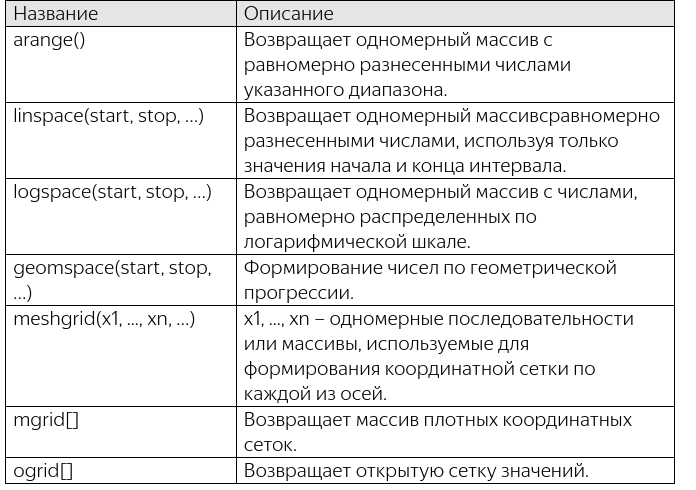 Название
Описание
arange()
Возвращает одномерный массив с
равномерно разнесенными числами
указанного диапазона.
linspace(start, stop, ...)
Возвращает одномерный массивсравномерно
разнесенными числами, используя только
значения начала и конца интервала.
logspace(start, stop, ...)
Возвращает одномерный массив с числами,
равномерно распределенных по
логарифмической шкале.
geomspace(start, stop,
...)
Формирование чисел по геометрической
прогрессии.
meshgrid(x1, ..., xn, ...)
x1, ..., xn – одномерные последовательности
или массивы, используемые для
формирования координатной сетки по
каждой из осей.
mgrid[]
Возвращает массив плотных координатных
сеток.
ogrid[]
Возвращает открытую сетку значений.